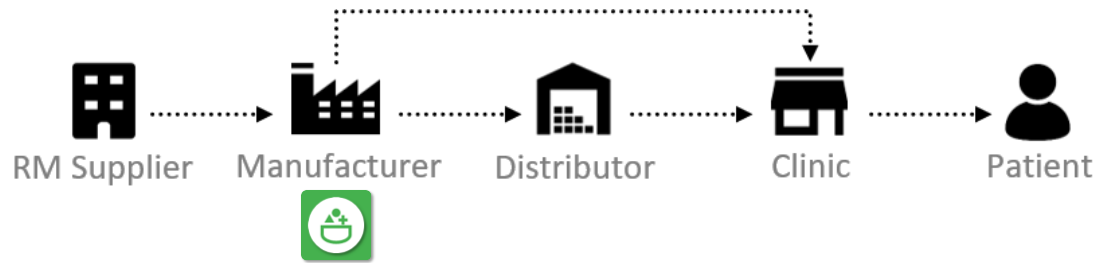 RM Supplier
Manufacturer
Distributor
Clinic
Patient